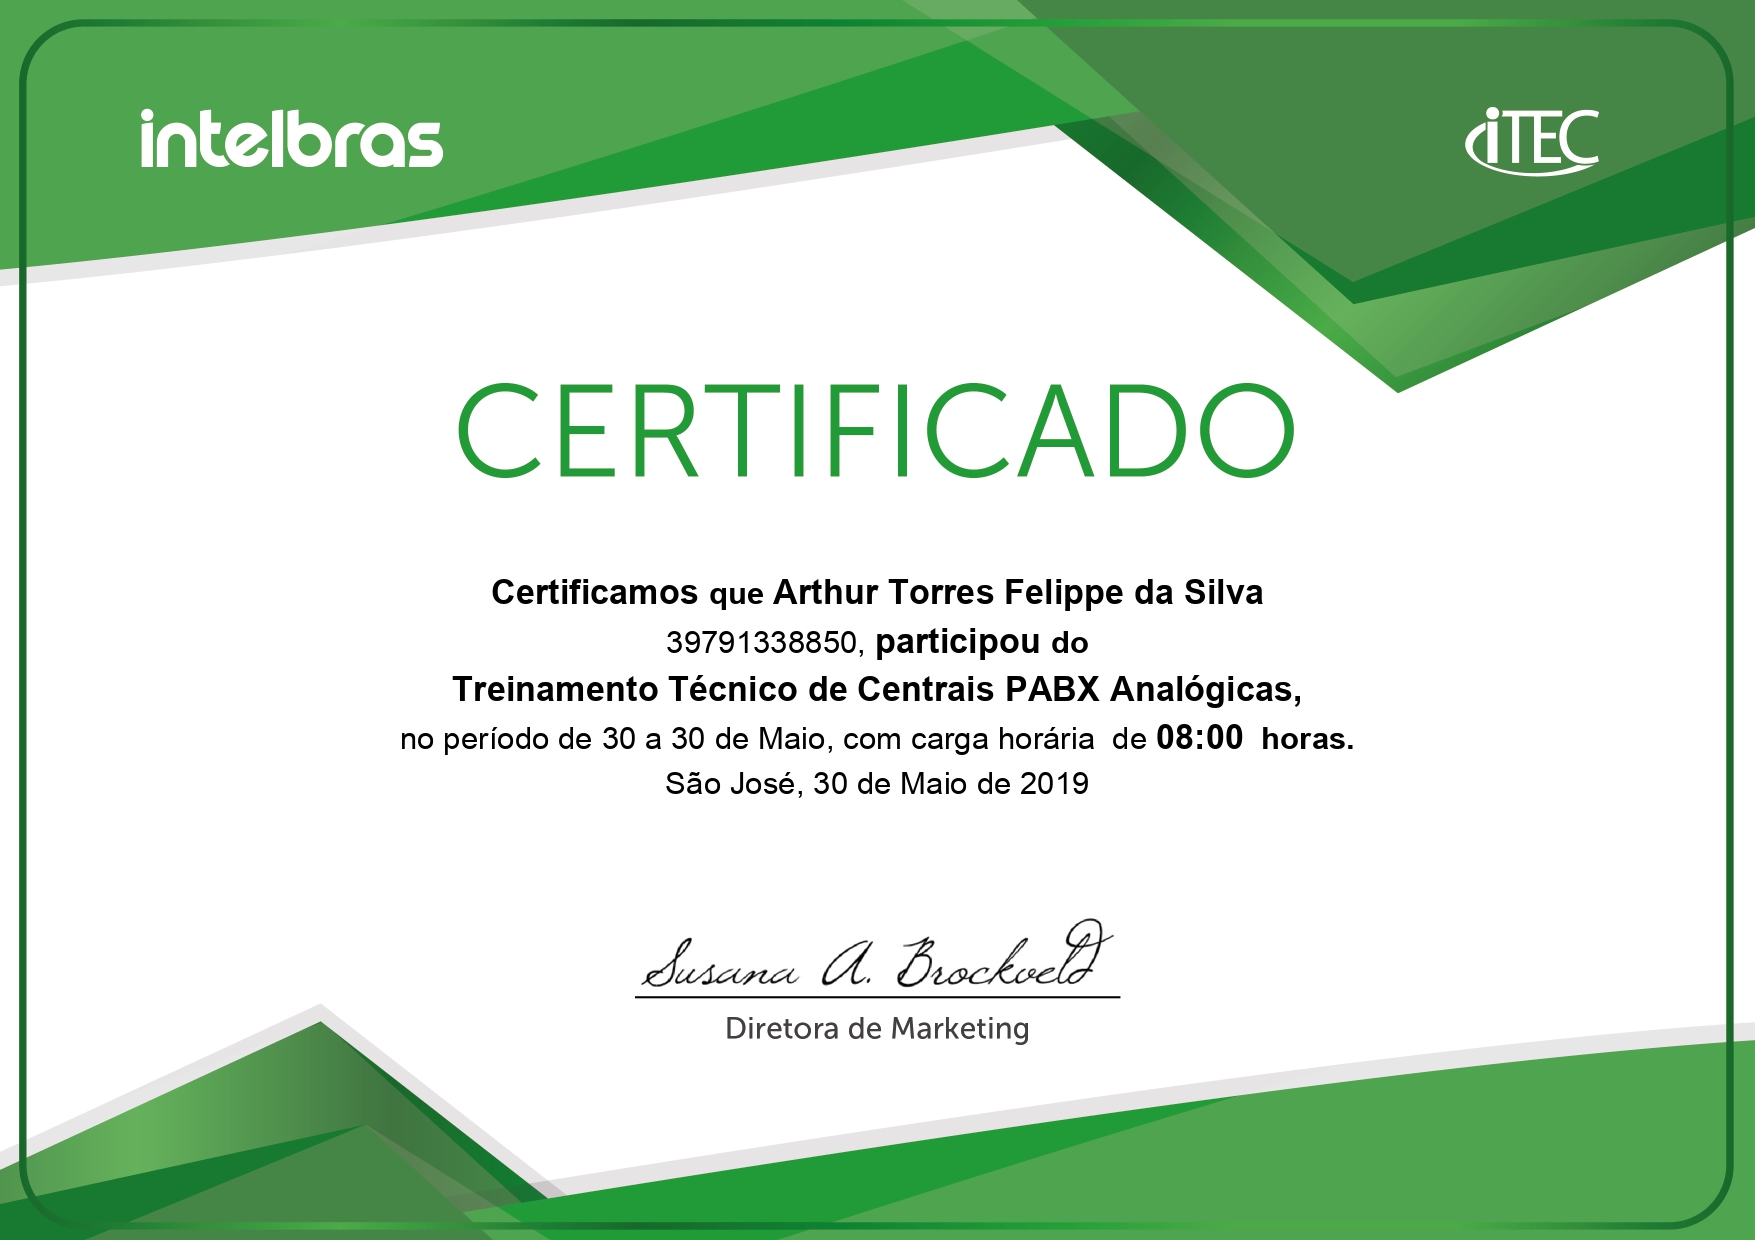 intelbras
iTEC
CERTIFICADO
Certificamos que Arthur Torres Felippe da Silva
39791338850, participou do
Treinamento Técnico de Centrais PABX Analógicas,
no período de 30 a 30 de Maio, com carga horária de 08:00 horas.
São José, 30 de Maio de 2019
Susana A. Brockveld
Diretora de Marketing